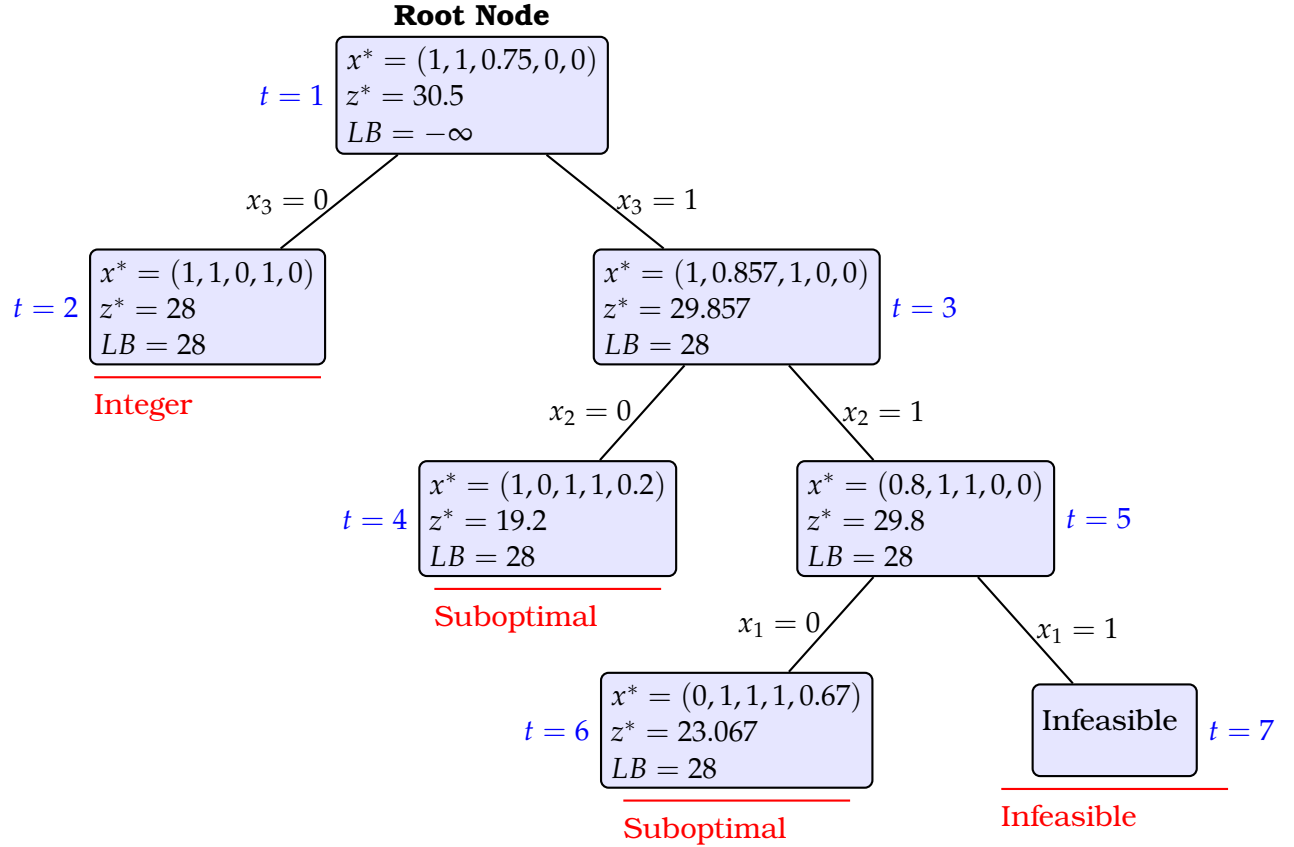 Root Node
t = 1
x* = (1, 1, 0.75, 0, 0)
z* = 30.5
LB = −∞
x₃ = 0
x₃ = 1
t = 2
x* = (1, 1, 0, 1, 0)
z* = 28
LB = 28
Integer
x* = (1, 0.857, 1, 0, 0)
z* = 29.857
LB = 28
t = 3
x₂ = 0
x₂ = 1
t = 4
x* = (1, 0, 1, 1, 0.2)
z* = 19.2
LB = 28
Suboptimal
x* = (0.8, 1, 1, 0, 0)
z* = 29.8
LB = 28
t = 5
x₁ = 0
x₁ = 1
t = 6
x* = (0, 1, 1, 1, 0.67)
z* = 23.067
LB = 28
Suboptimal
Infeasible
t = 7
Infeasible